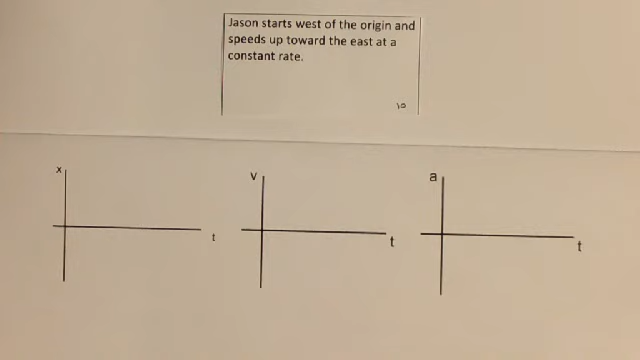 Jason starts west of the origin and
speeds up toward the east at a
constant rate.
x
t
v
t
a
t